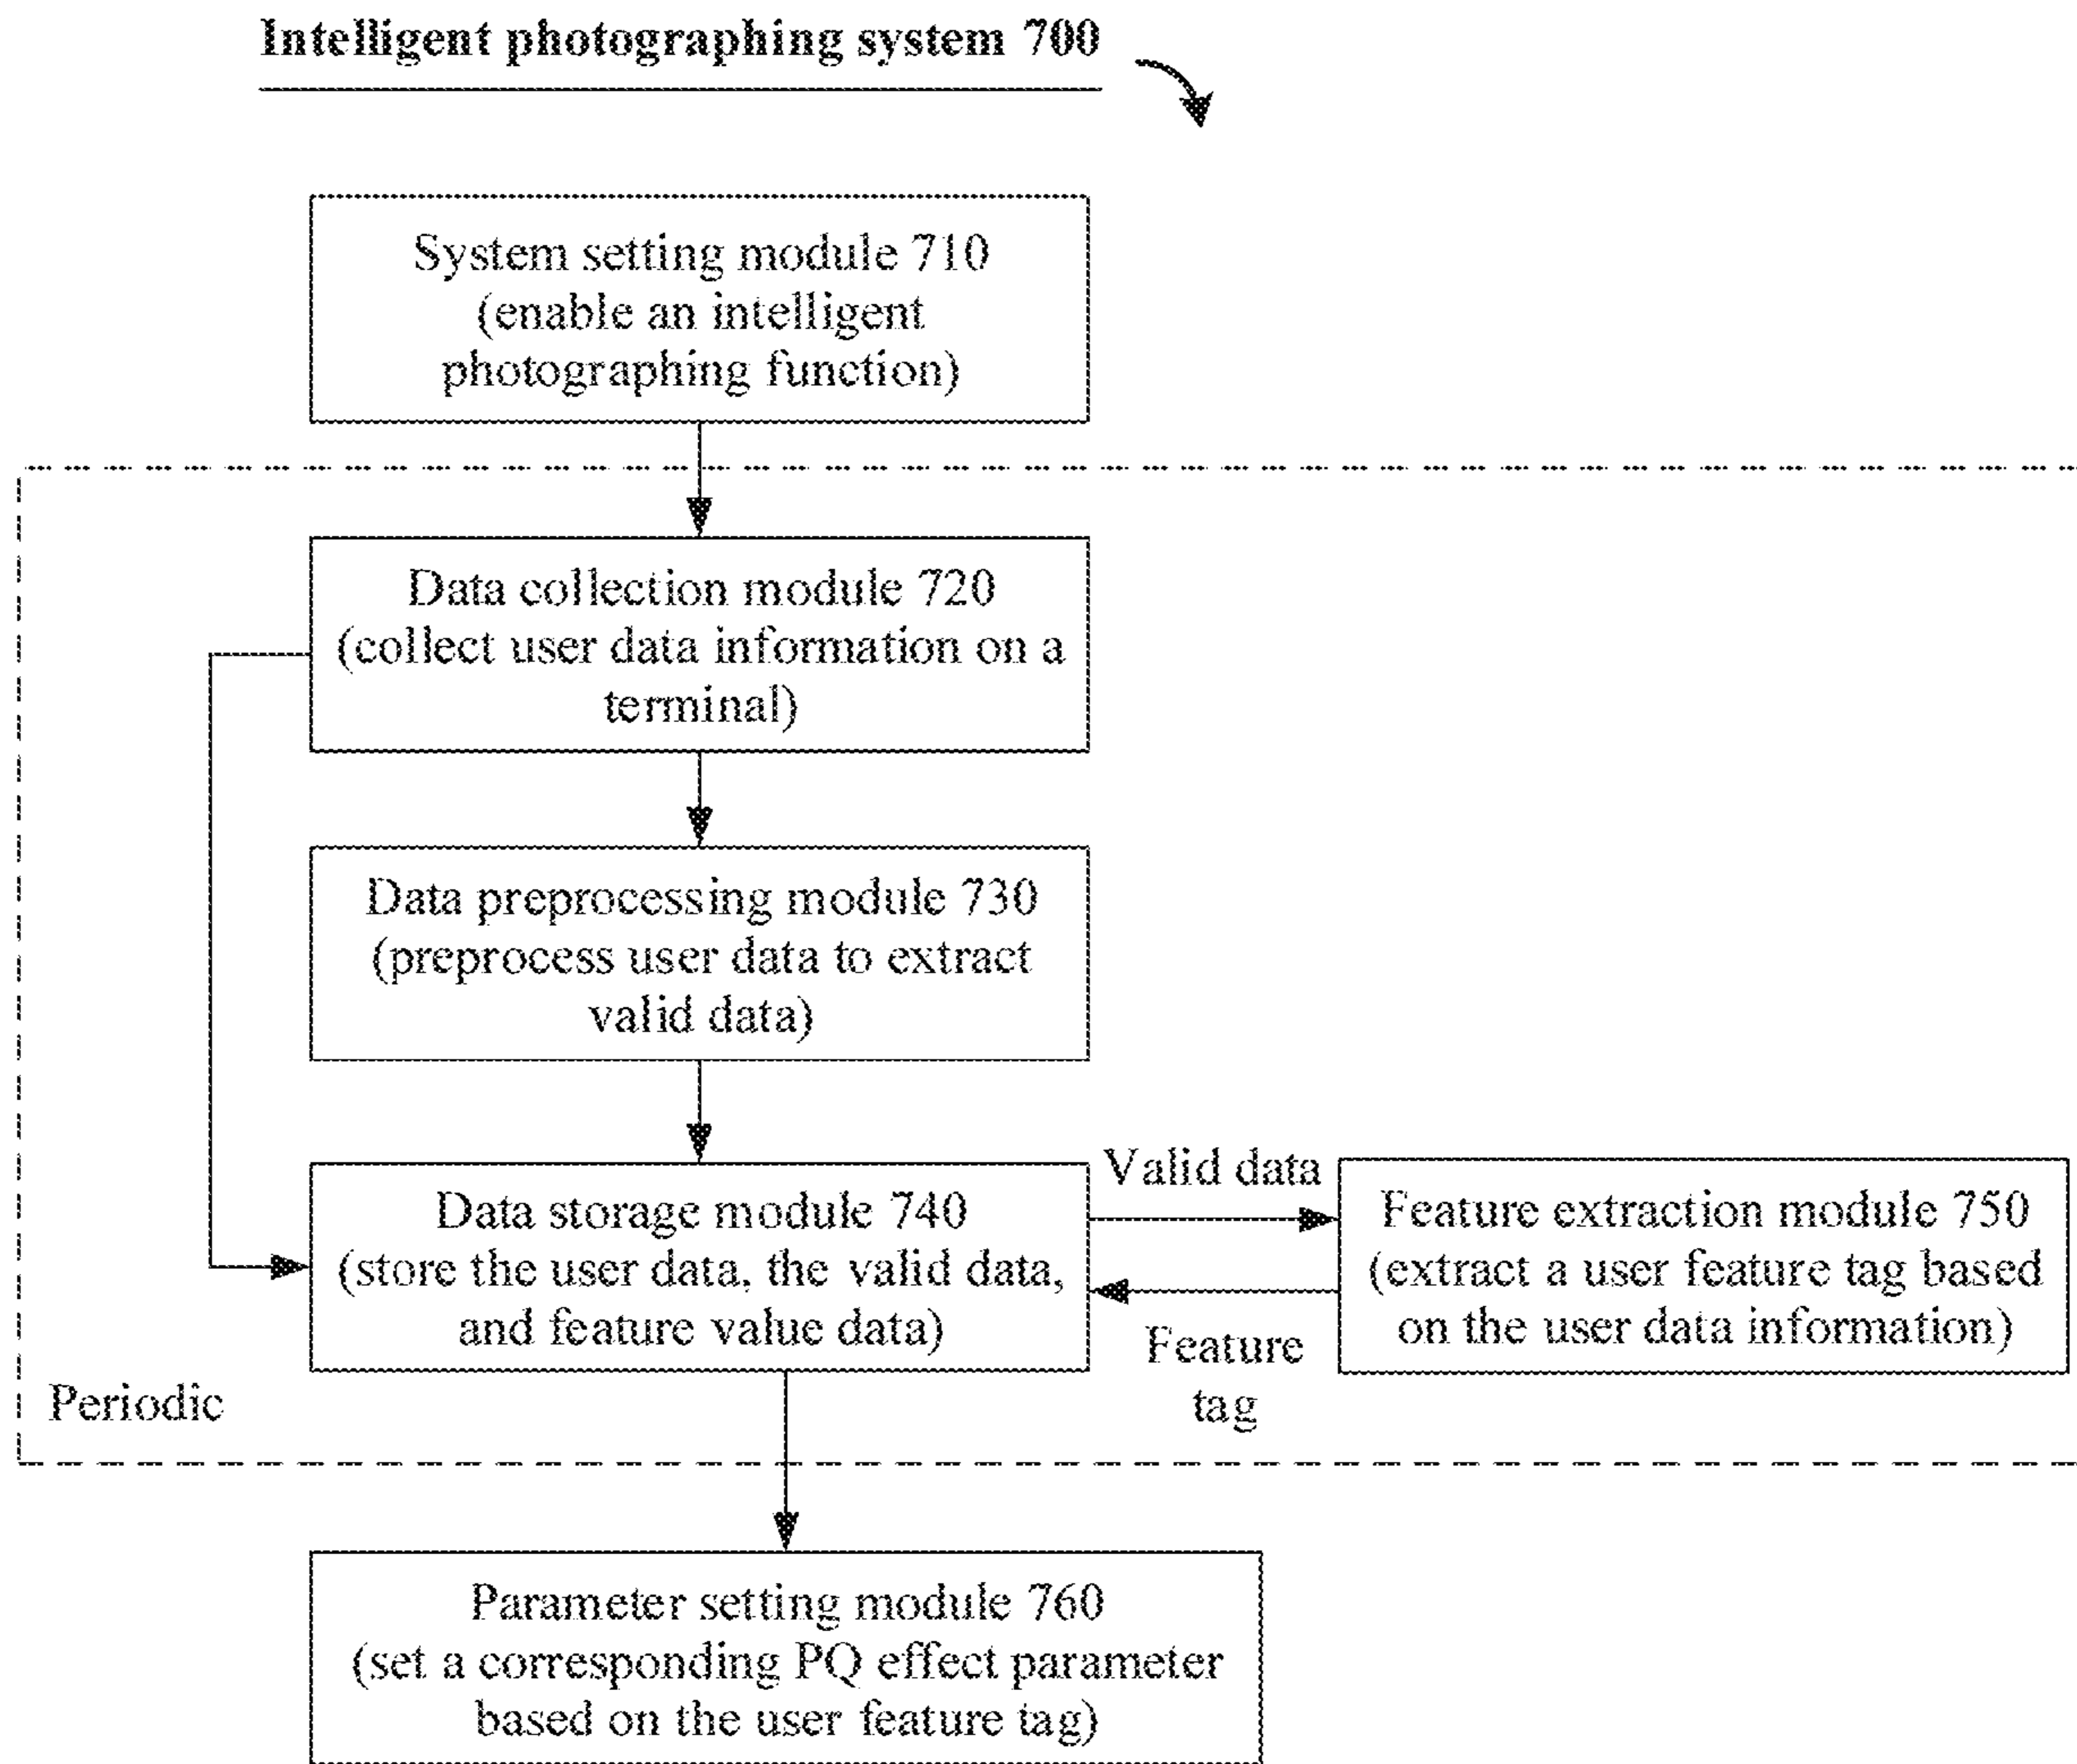 Intelligent photographing system 700
System setting module 710
(enable an intelligent
photographing function)
Data collection module 720
(collect user data information on a
terminal)
Data preprocessing module 730
(preprocess user data to extract
valid data)
Data storage module 740
(store the user data, the valid data,
and feature value data)
Valid data
Feature
tag
Feature extraction module 750
(extract a user feature tag based
on the user data information)
Periodic
Parameter setting module 760
(set a corresponding PQ effect parameter
based on the user feature tag)